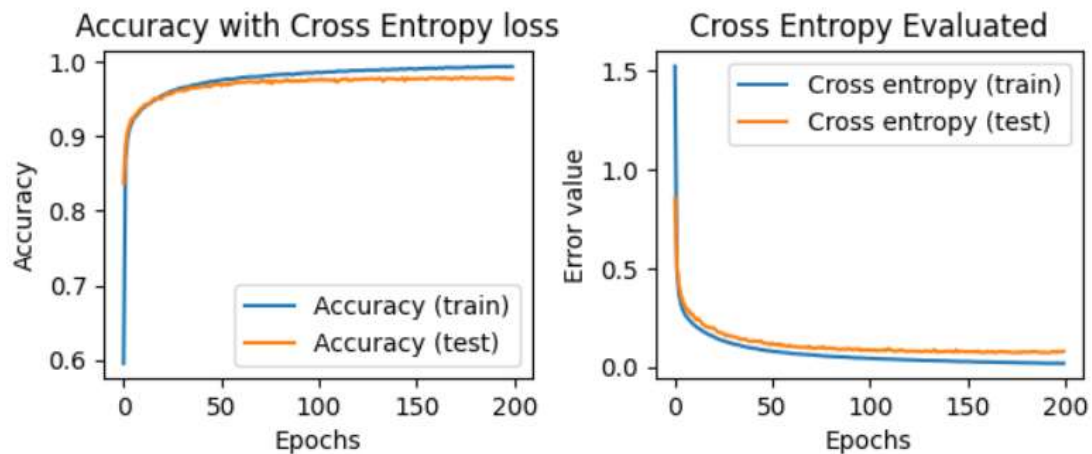 Accuracy with Cross Entropy loss
1.0
0.9
0.8
0.7
0.6
Accuracy
Accuracy (train)
Accuracy (test)
0
50
100
150
200
Epochs
Cross Entropy Evaluated
1.5
1.0
0.5
0.0
Error value
Cross entropy (train)
Cross entropy (test)
0
50
100
150
200
Epochs